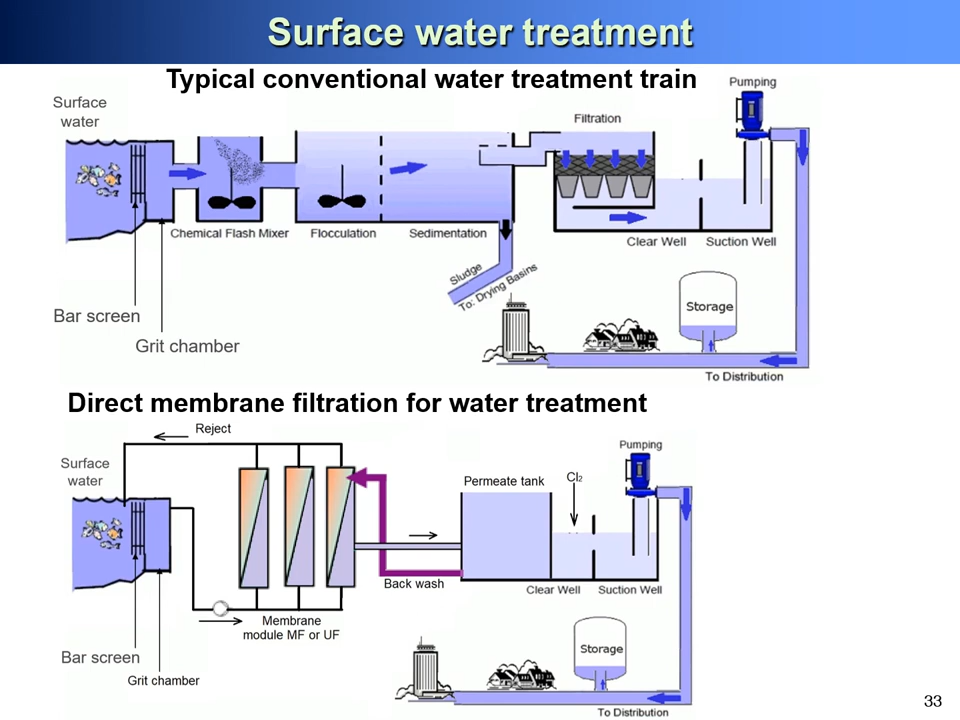 Surface water treatment
Typical conventional water treatment train
Surface
water
Pumping
Filtration
Chemical Flash Mixer
Flocculation
Sedimentation
Clear Well
Suction Well
Sludge
To: Drying Basins
Bar screen
Grit chamber
Storage
To Distribution
Direct membrane filtration for water treatment
Reject
Surface
water
Pumping
Permeate tank
Cl₂
Back wash
Clear Well
Suction Well
Membrane
module MF or UF
Bar screen
Grit chamber
Storage
To Distribution
33